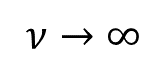 ν → ∞